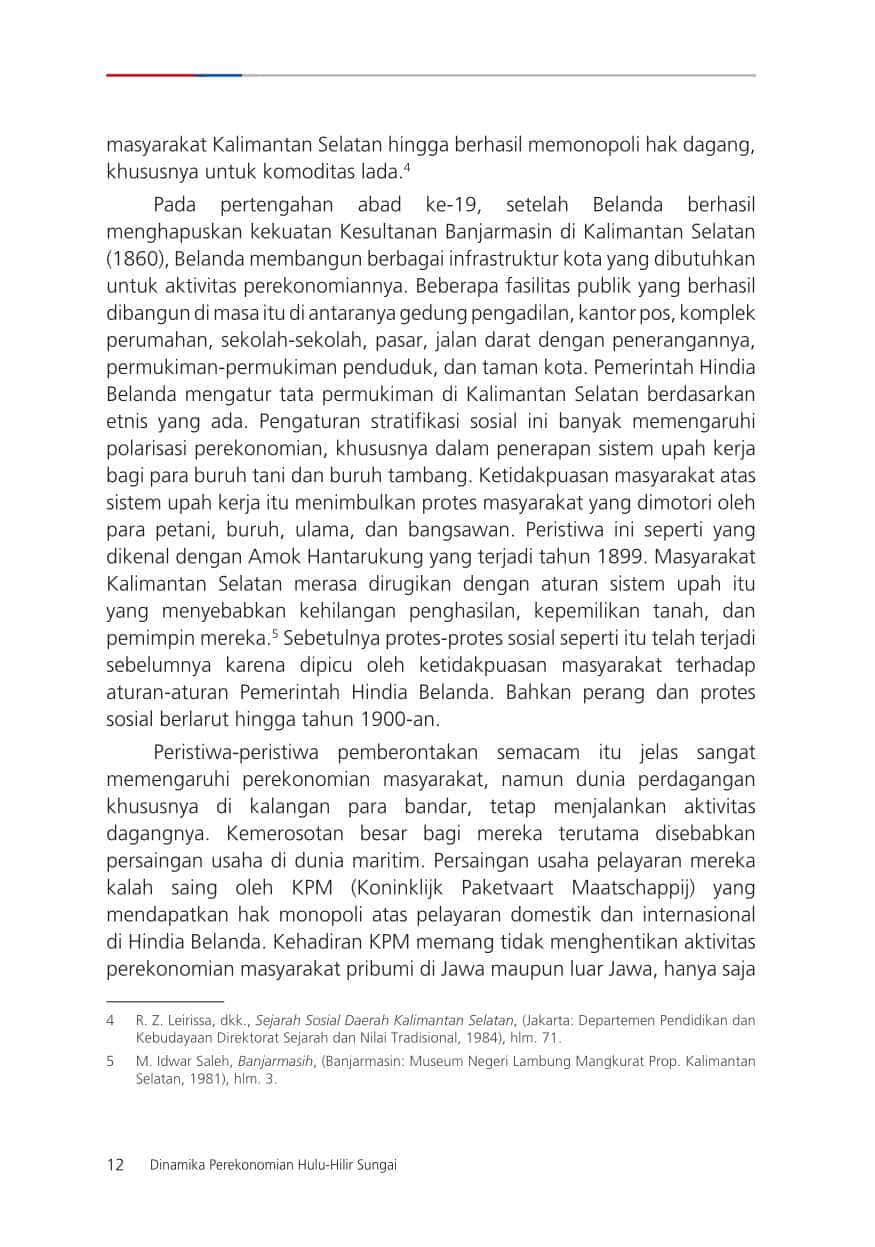 masyarakat Kalimantan Selatan hingga berhasil memonopoli hak dagang,
khususnya untuk komoditas lada.4
Pada pertengahan abad ke-19, setelah Belanda berhasil
menghapuskan kekuatan Kesultanan Banjarmasin di Kalimantan Selatan
(1860), Belanda membangun berbagai infrastruktur kota yang dibutuhkan
untuk aktivitas perekonomiannya. Beberapa fasilitas publik yang berhasil
dibangun di masa itu di antaranya gedung pengadilan, kantor pos, komplek
perumahan, sekolah-sekolah, pasar, jalan darat dengan penerangannya,
permukiman-permukiman penduduk, dan taman kota. Pemerintah Hindia
Belanda mengatur tata permukiman di Kalimantan Selatan berdasarkan
etnis yang ada. Pengaturan stratifikasi sosial ini banyak memengaruhi
polarisasi perekonomian, khususnya dalam penerapan sistem upah kerja
bagi para buruh tani dan buruh tambang. Ketidakpuasan masyarakat atas
sistem upah kerja itu menimbulkan protes masyarakat yang dimotori oleh
para petani, buruh, ulama, dan bangsawan. Peristiwa ini seperti yang
dikenal dengan Amok Hantarukung yang terjadi tahun 1899. Masyarakat
Kalimantan Selatan merasa dirugikan dengan aturan sistem upah itu
yang menyebabkan kehilangan penghasilan, kepemilikan tanah, dan
pemimpin mereka.5 Sebetulnya protes-protes sosial seperti itu telah terjadi
sebelumnya karena dipicu oleh ketidakpuasan masyarakat terhadap
aturan-aturan Pemerintah Hindia Belanda. Bahkan perang dan protes
sosial berlarut hingga tahun 1900-an.
Peristiwa-peristiwa pemberontakan semacam itu jelas sangat
memengaruhi perekonomian masyarakat, namun dunia perdagangan
khususnya di kalangan para bandar, tetap menjalankan aktivitas
dagangnya. Kemerosotan besar bagi mereka terutama disebabkan
persaingan usaha di dunia maritim. Persaingan usaha pelayaran mereka
kalah saing oleh KPM (Koninklijk Paketvaart Maatschappij) yang
mendapatkan hak monopoli atas pelayaran domestik dan internasional
di Hindia Belanda. Kehadiran KPM memang tidak menghentikan aktivitas
perekonomian masyarakat pribumi di Jawa maupun luar Jawa, hanya saja
4 R. Z. Leirissa, dkk., Sejarah Sosial Daerah Kalimantan Selatan, (Jakarta: Departemen Pendidikan dan
Kebudayaan Direktorat Sejarah dan Nilai Tradisional, 1984), hlm. 71.
5 M. Idwar Saleh, Banjarmasih, (Banjarmasin: Museum Negeri Lambung Mangkurat Prop. Kalimantan
Selatan, 1981), hlm. 3.
12 Dinamika Perekonomian Hulu-Hilir Sungai